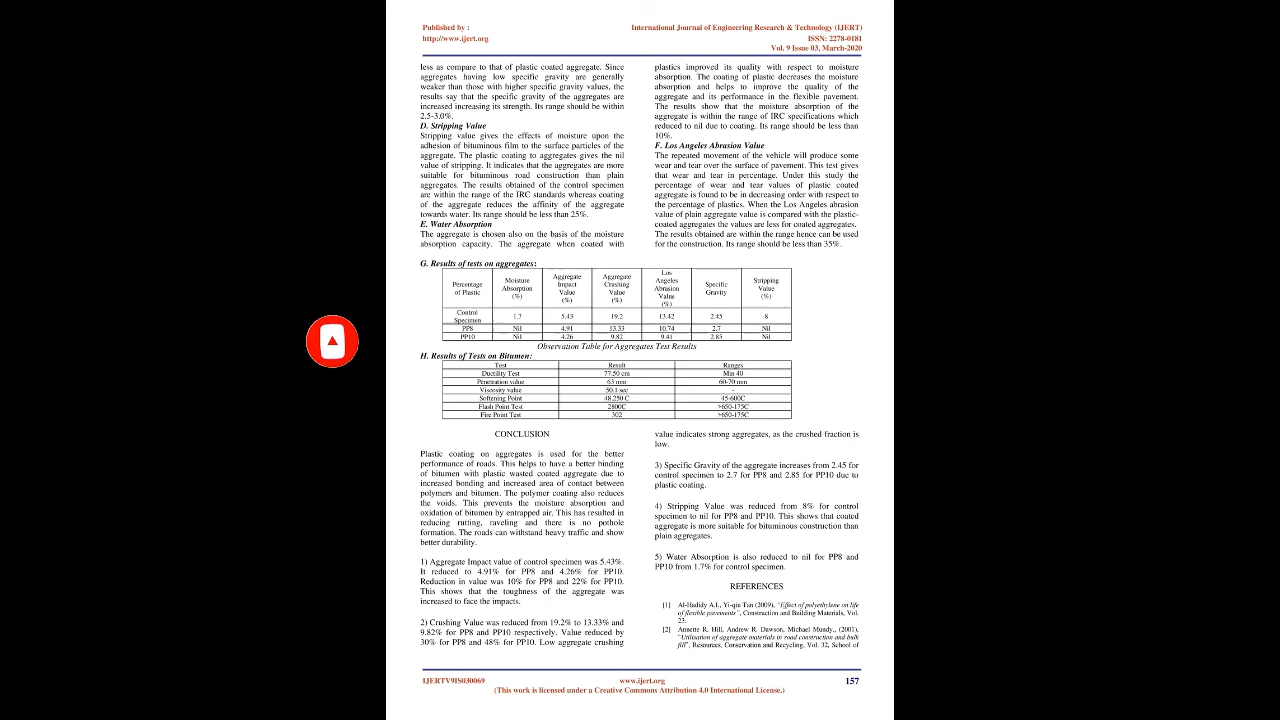 Published by :
http://www.ijert.org
International Journal of Engineering Research & Technology (IJERT)
ISSN: 2278-0181
Vol. 9 Issue 03, March-2020
less as compare to that of plastic coated aggregate. Since
aggregates having low specific gravity are generally
weaker than those with higher specific gravity values, the
results say that the specific gravity of the aggregates are
increased increasing its strength. Its range should be within
2.5-3.0%.
D. Stripping Value
Stripping value gives the effects of moisture upon the
adhesion of bituminous film to the surface particles of the
aggregate. The plastic coating to aggregates gives the nil
value of stripping. It indicates that the aggregates are more
suitable for bituminous road construction than plain
aggregates. The results obtained of the control specimen
are within the range of the IRC standards whereas coating
of the aggregate reduces the affinity of the aggregate
towards water. Its range should be less than 25%.
E. Water Absorption
The aggregate is chosen also on the basis of the moisture
absorption capacity. The aggregate when coated with
plastics improved its quality with respect to moisture
absorption. The coating of plastic decreases the moisture
absorption and helps to improve the quality of the
aggregate and its performance in the flexible pavement.
The results show that the moisture absorption of the
aggregate is within the range of IRC specifications which
reduced to nil due to coating. Its range should be less than
10%.
F. Los Angeles Abrasion Value
The repeated movement of the vehicle will produce some
wear and tear over the surface of pavement. This test gives
that wear and tear in percentage. Under this study the
percentage of wear and tear values of plastic coated
aggregate is found to be in decreasing order with respect to
the percentage of plastics. When the Los Angeles abrasion
value of plain aggregate value is compared with the plastic-
coated aggregates the values are less for coated aggregates.
The results obtained are within the range hence can be used
for the construction. Its range should be less than 35%.
G. Results of tests on aggregates:
Percentage of Plastic | Moisture Absorption (%) | Aggregate Impact Value (%) | Aggregate Crushing Value (%) | Los Angeles Abrasion Value (%) | Specific Gravity | Stripping Value (%)
Control Specimen | 1.7 | 5.43 | 19.2 | 13.42 | 2.45 | 8
PP8 | Nil | 4.91 | 13.33 | 10.74 | 2.7 | Nil
PP10 | Nil | 4.26 | 9.82 | 9.41 | 2.85 | Nil
Observation Table for Aggregates Test Results
H. Results of Tests on Bitumen:
Test | Result | Ranges
Ductility Test | 77.50 cm | Min 40
Penetration value | 63 mm | 60-70 mm
Viscosity value | 50.1 sec | -
Softening Point | 48.250 C | 45-600C
Flash Point Test | 2800C | >650-175C
Fire Point Test | 302 | >650-175C
CONCLUSION
Plastic coating on aggregates is used for the better
performance of roads. This helps to have a better binding
of bitumen with plastic wasted coated aggregate due to
increased bonding and increased area of contact between
polymers and bitumen. The polymer coating also reduces
the voids. This prevents the moisture absorption and
oxidation of bitumen by entrapped air. This has resulted in
reducing rutting, raveling and there is no pothole
formation. The roads can withstand heavy traffic and show
better durability.
1) Aggregate Impact value of control specimen was 5.43%.
It reduced to 4.91% for PP8 and 4.26% for PP10.
Reduction in value was 10% for PP8 and 22% for PP10.
This shows that the toughness of the aggregate was
increased to face the impacts.
2) Crushing Value was reduced from 19.2% to 13.33% and
9.82% for PP8 and PP10 respectively. Value reduced by
30% for PP8 and 48% for PP10. Low aggregate crushing
value indicates strong aggregates, as the crushed fraction is
low.
3) Specific Gravity of the aggregate increases from 2.45 for
control specimen to 2.7 for PP8 and 2.85 for PP10 due to
plastic coating.
4) Stripping Value was reduced from 8% for control
specimen to nil for PP8 and PP10. This shows that coated
aggregate is more suitable for bituminous construction than
plain aggregates.
5) Water Absorption is also reduced to nil for PP8 and
PP10 from 1.7% for control specimen.
REFERENCES
[1] Al-Hadidy A.I., Yi-qiu Tan (2009), "Effect of polyethylene on life
of flexible pavements", Construction and Building Materials, Vol.
23.
[2] Annette R. Hill, Andrew R. Dawson, Michael Mundy., (2001),
"Utilisation of aggregate materials in road construction and bulk
fill", Resources, Conservation and Recycling, Vol. 32, School of
IJERTV9IS030069
www.ijert.org
157
(This work is licensed under a Creative Commons Attribution 4.0 International License.)